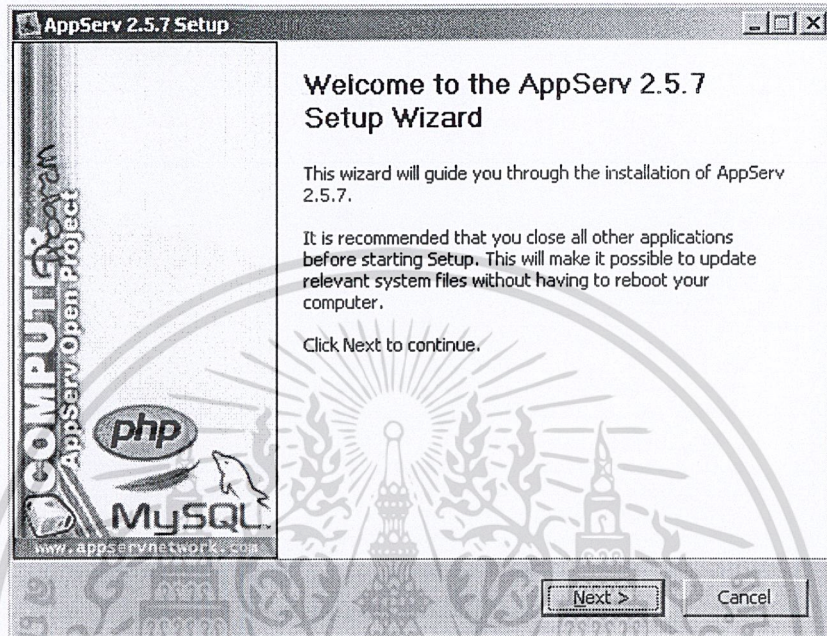 AppServ 2.5.7 Setup
Welcome to the AppServ 2.5.7
Setup Wizard
This wizard will guide you through the installation of AppServ
2.5.7.
It is recommended that you close all other applications
before starting Setup. This will make it possible to update
relevant system files without having to reboot your
computer.
Click Next to continue.
COMPUTER
Program
AppServ Open Project
php
MySQL
www.appservnetwork.com
Next >
Cancel